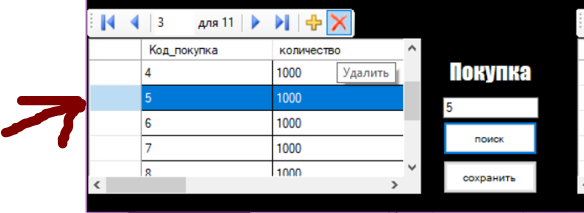 3 для 11
Код_покупка количество
4 1000
Удалить
Покупка
5 1000
5
6 1000
поиск
7 1000
8 1000
сохранить